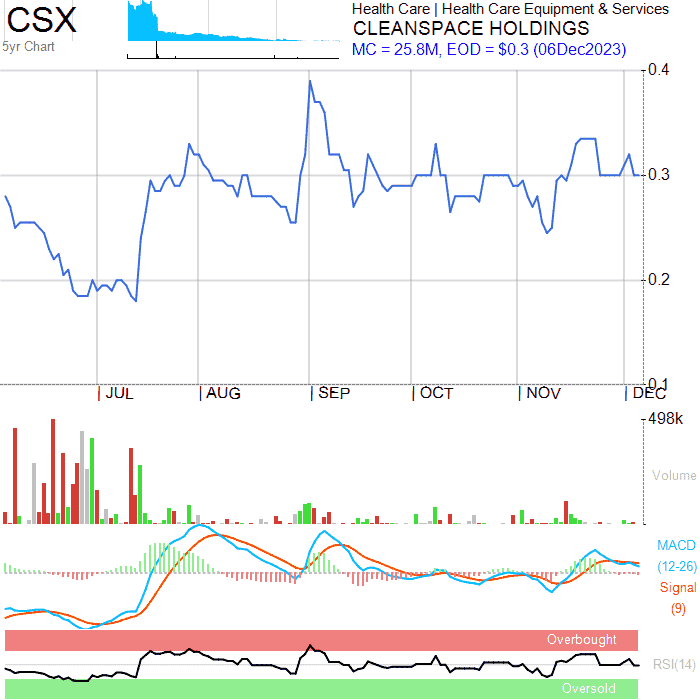 CSX
5yr Chart
Health Care | Health Care Equipment & Services
CLEANSPACE HOLDINGS
MC = 25.8M, EOD = $0.3 (06Dec2023)
0.4
0.3
0.2
0.1
JUL AUG SEP OCT NOV DEC
498k
Volume
MACD
(12-26)
Signal
(9)
Overbought
RSI(14)
Oversold